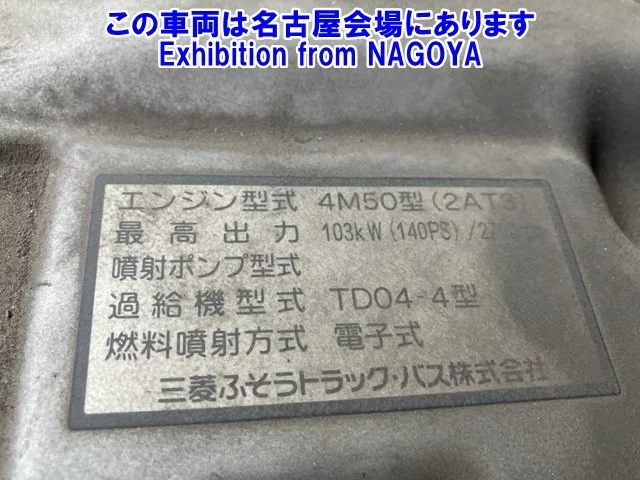 この車両は名古屋会場にあります
Exhibition from NAGOYA
エンジン型式 4M50型(2AT3)
最高出力 103kW(140PS)
噴射ポンプ型式
過給機型式 TD04-4型
燃料噴射方式 電子式
三菱ふそうトラック・バス株式会社